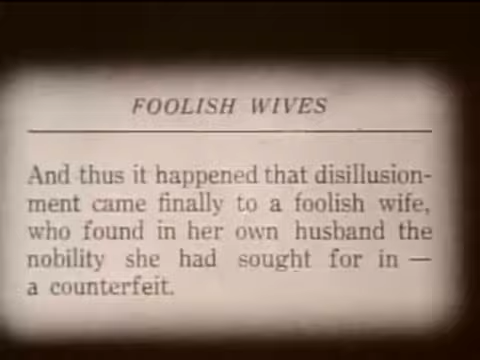 FOOLISH WIVES
And thus it happened that disillusion-
ment came finally to a foolish wife,
who found in her own husband the
nobility she had sought for in —
a counterfeit.